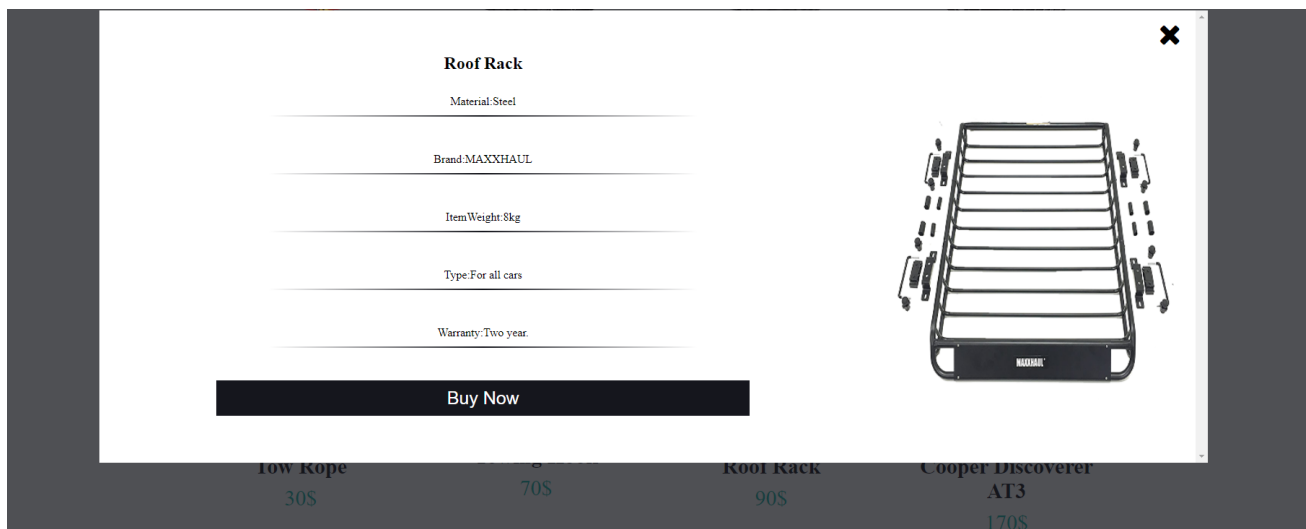 Roof Rack
Material:Steel
Brand:MAXXHAUL
ItemWeight:8kg
Type:For all cars
Warranty:Two year.
Buy Now
MAXXHAUL
Tow Rope
30$
70$
Roof Rack
90$
Cooper Discoverer
AT3
170$